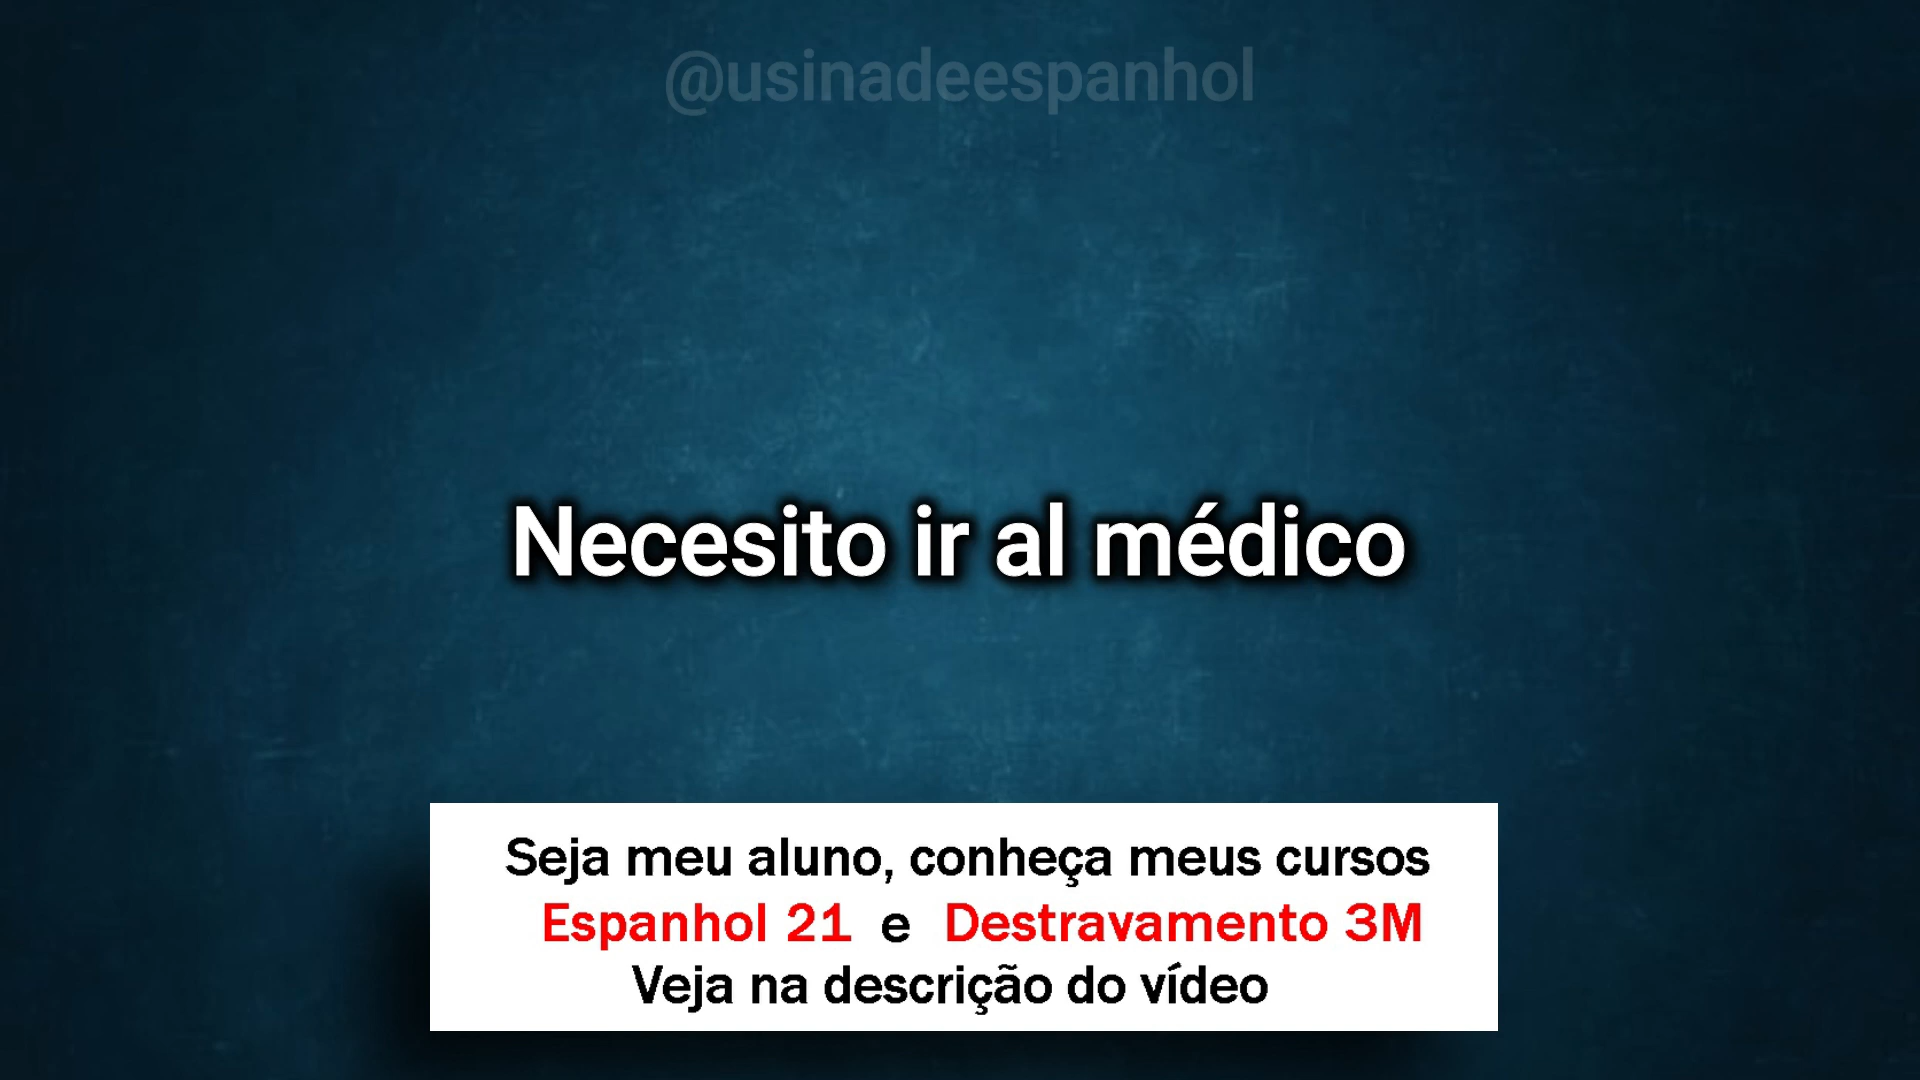 @usinadeespanhol
Necesito ir al médico
Seja meu aluno, conheça meus cursos
Espanhol 21 e Destravamento 3M
Veja na descrição do vídeo